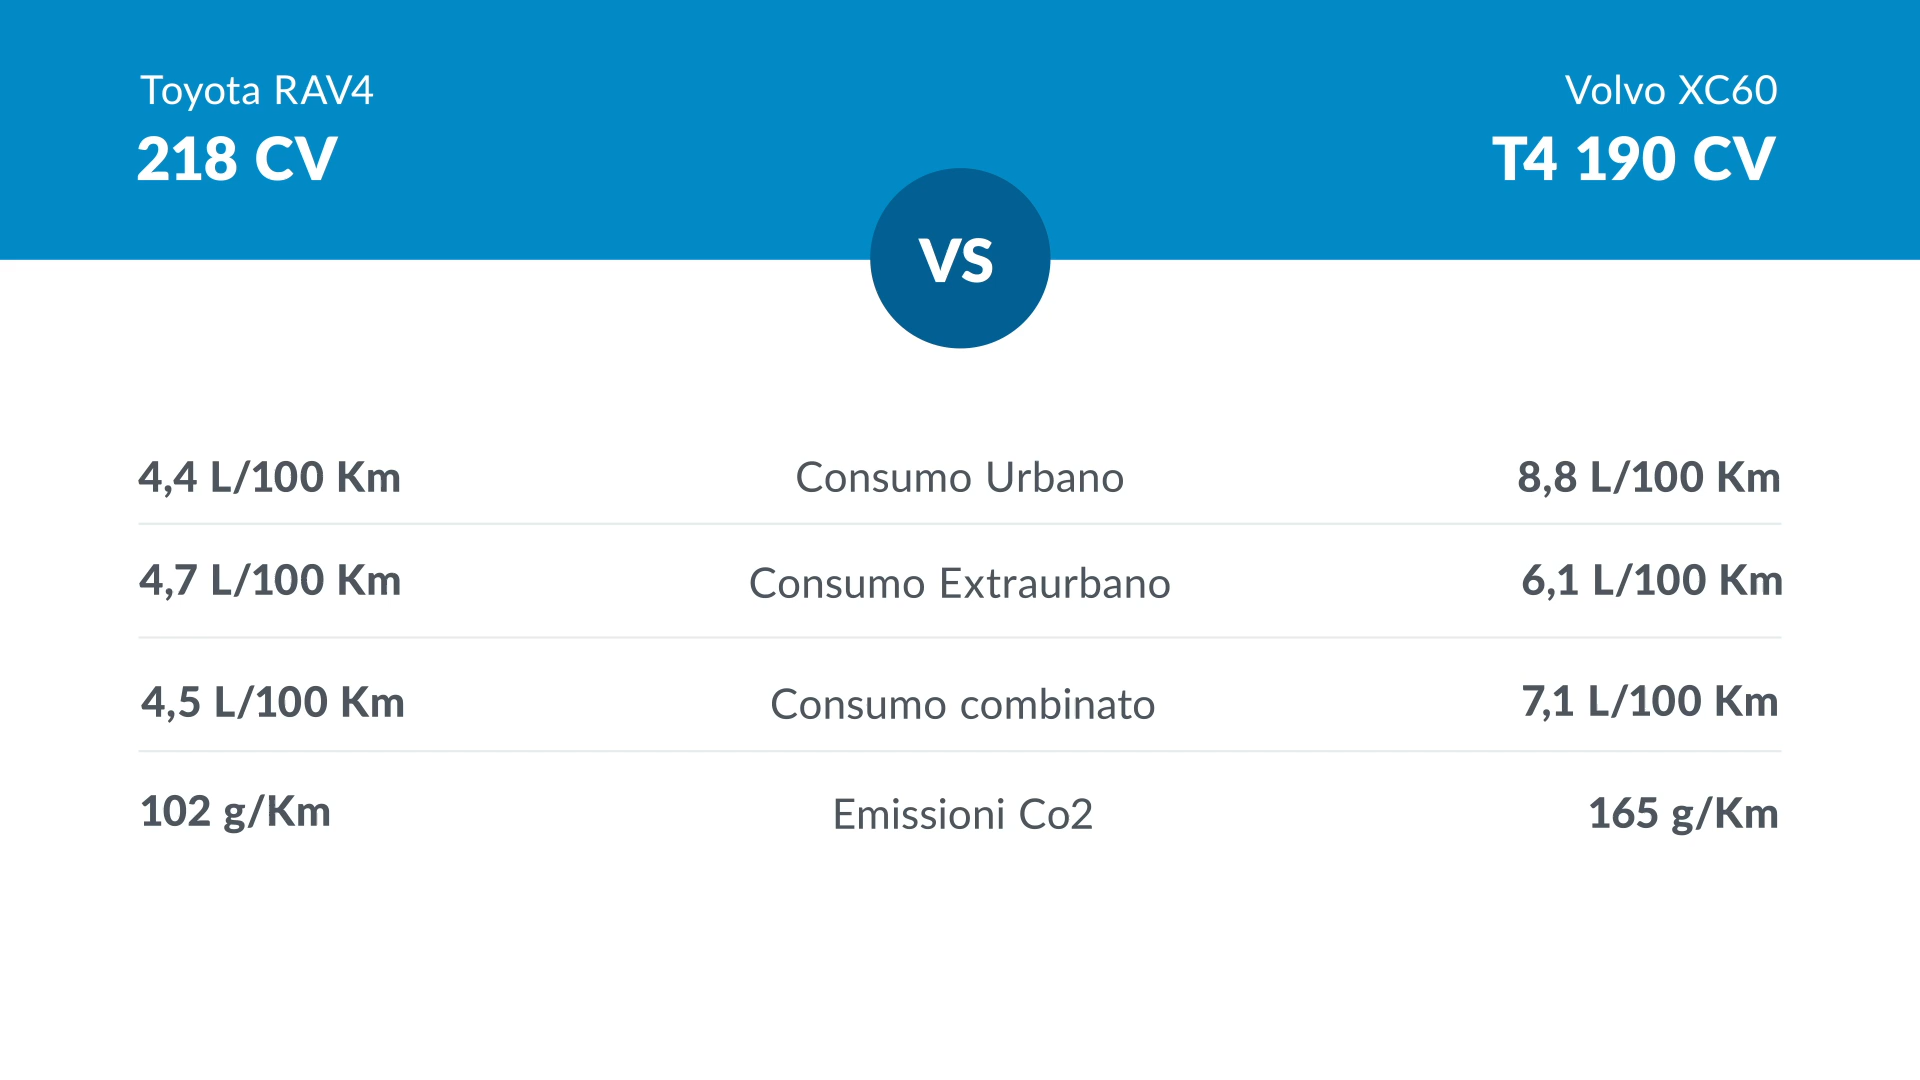 Toyota RAV4
218 CV
Volvo XC60
T4 190 CV
VS
4,4 L/100 Km Consumo Urbano 8,8 L/100 Km
4,7 L/100 Km Consumo Extraurbano 6,1 L/100 Km
4,5 L/100 Km Consumo combinato 7,1 L/100 Km
102 g/Km Emissioni Co2 165 g/Km